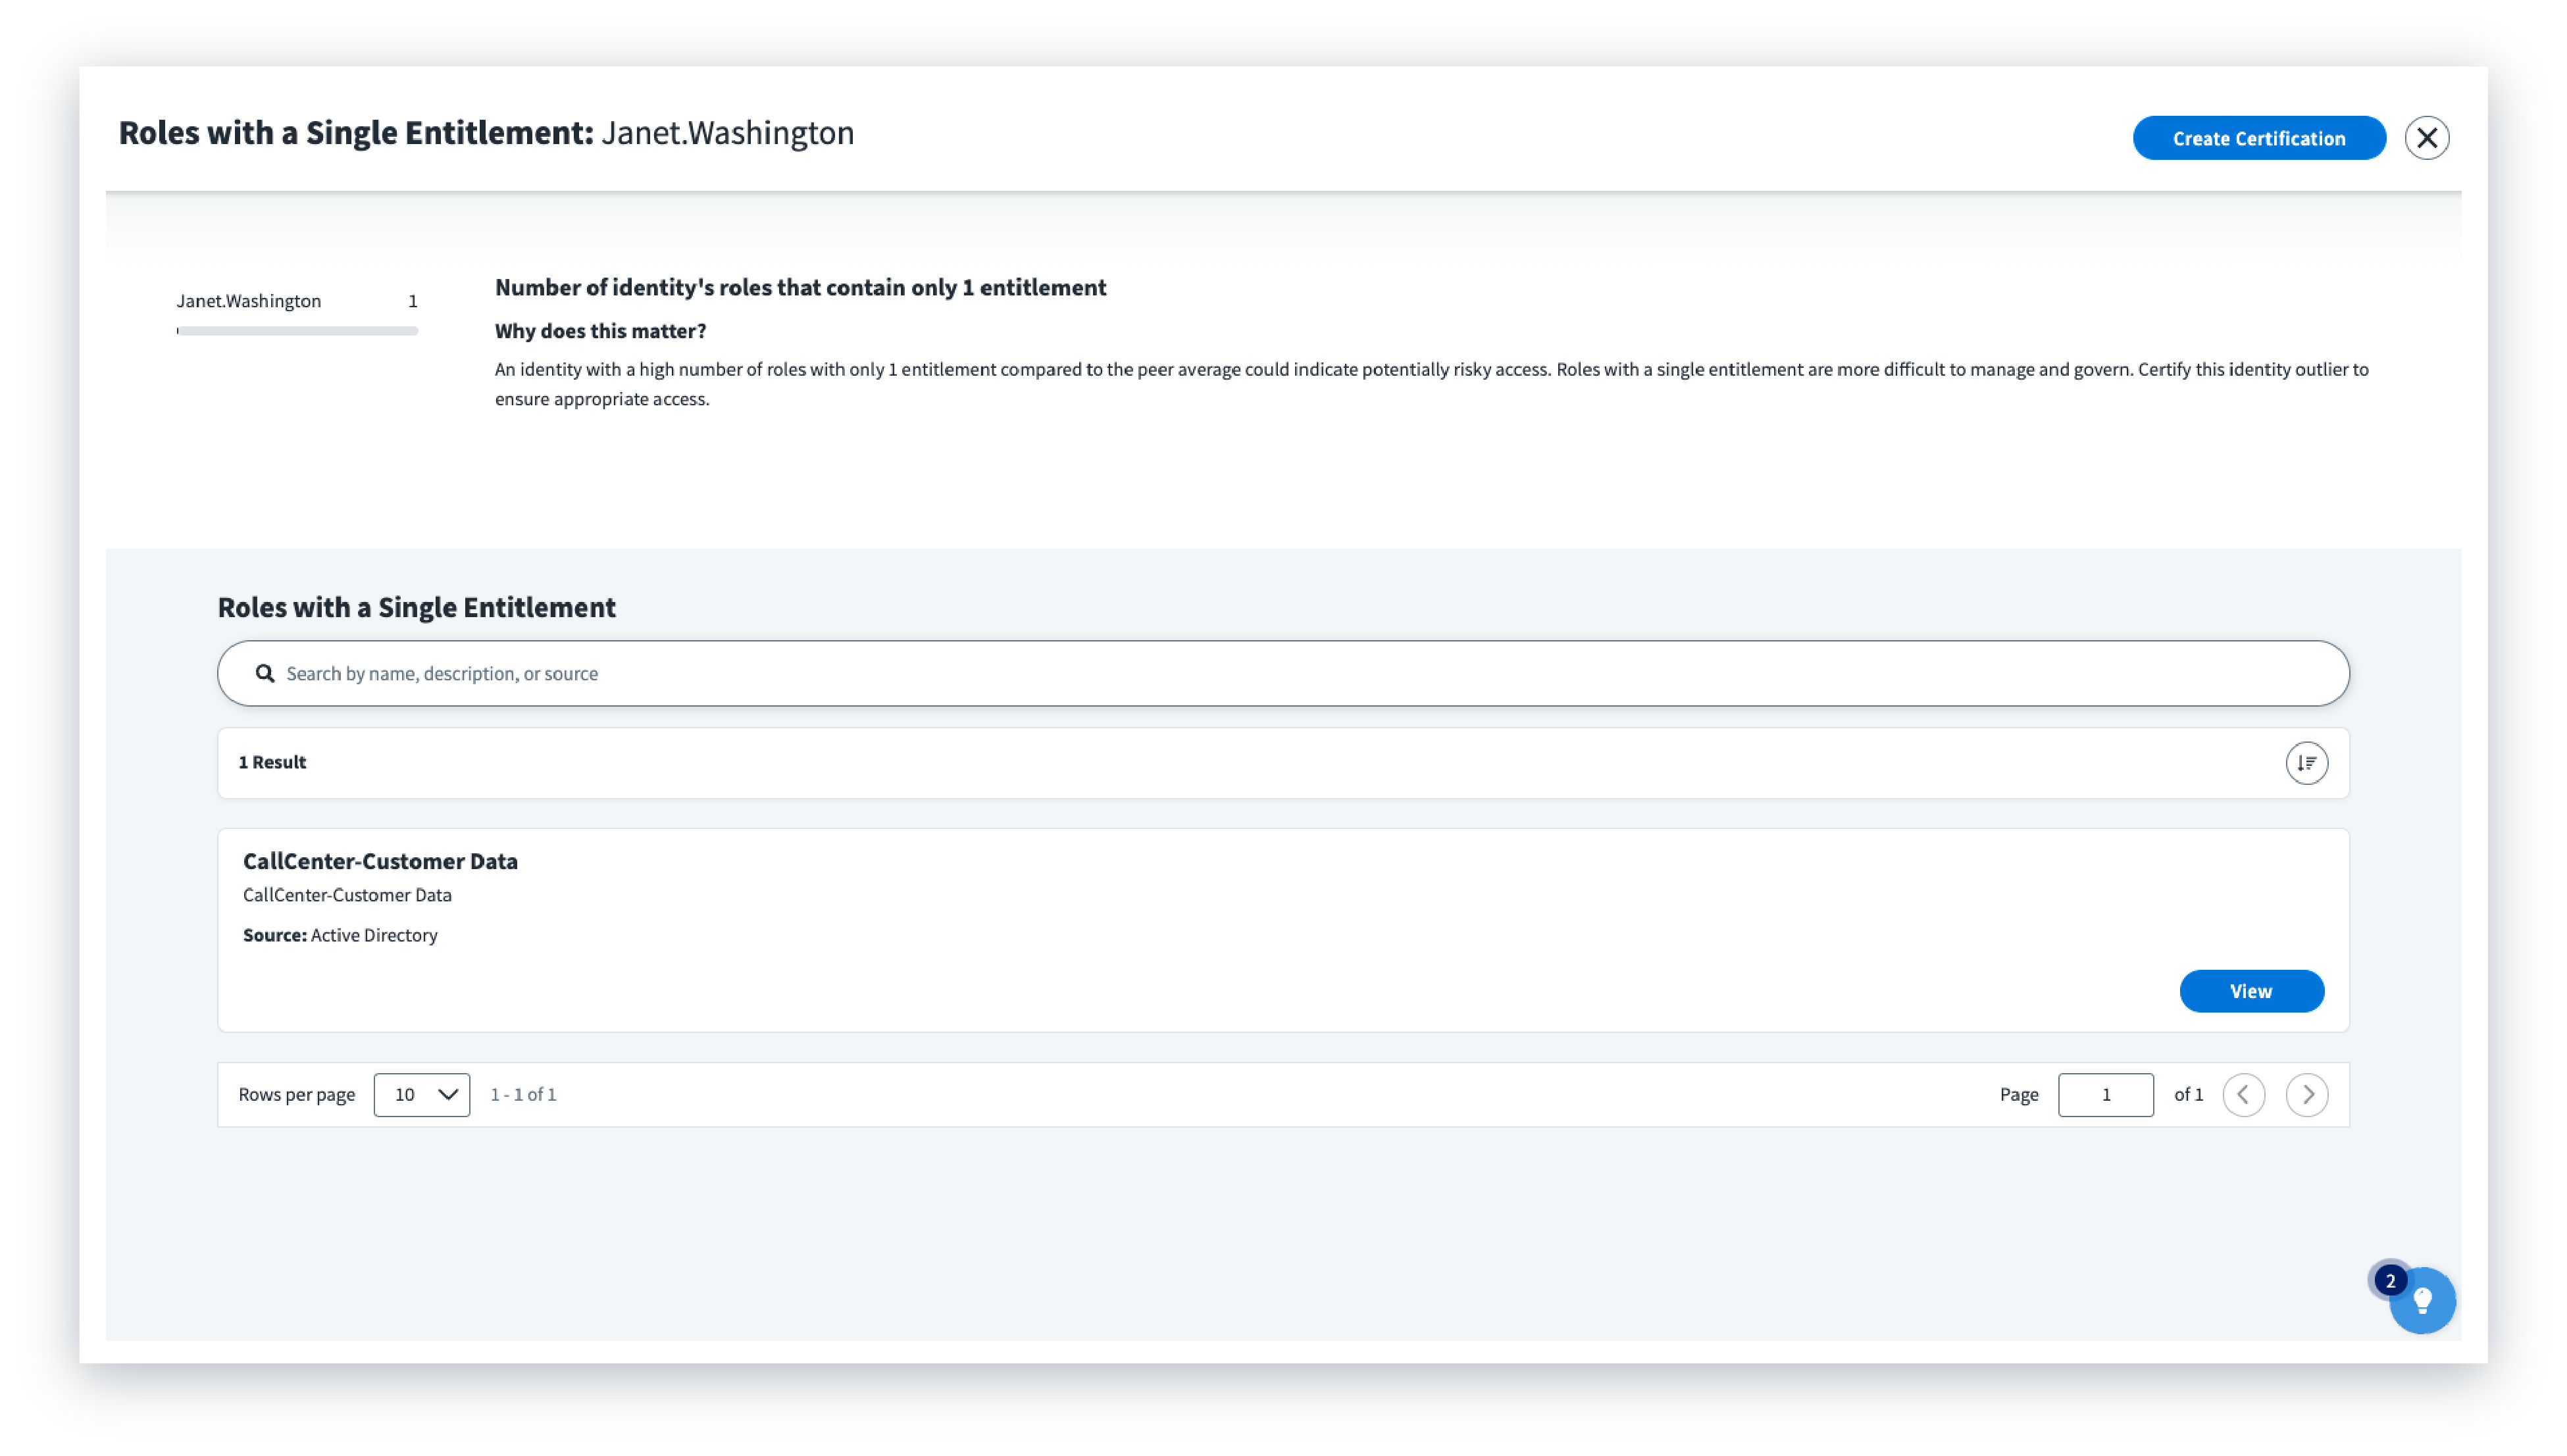 Roles with a Single Entitlement: Janet.Washington
Create Certification
Janet.Washington 1
Number of identity's roles that contain only 1 entitlement
Why does this matter?
An identity with a high number of roles with only 1 entitlement compared to the peer average could indicate potentially risky access. Roles with a single entitlement are more difficult to manage and govern. Certify this identity outlier to
ensure appropriate access.
Roles with a Single Entitlement
Search by name, description, or source
1 Result
CallCenter-Customer Data
CallCenter-Customer Data
Source: Active Directory
View
Rows per page 10 1 - 1 of 1 Page 1 of 1
2